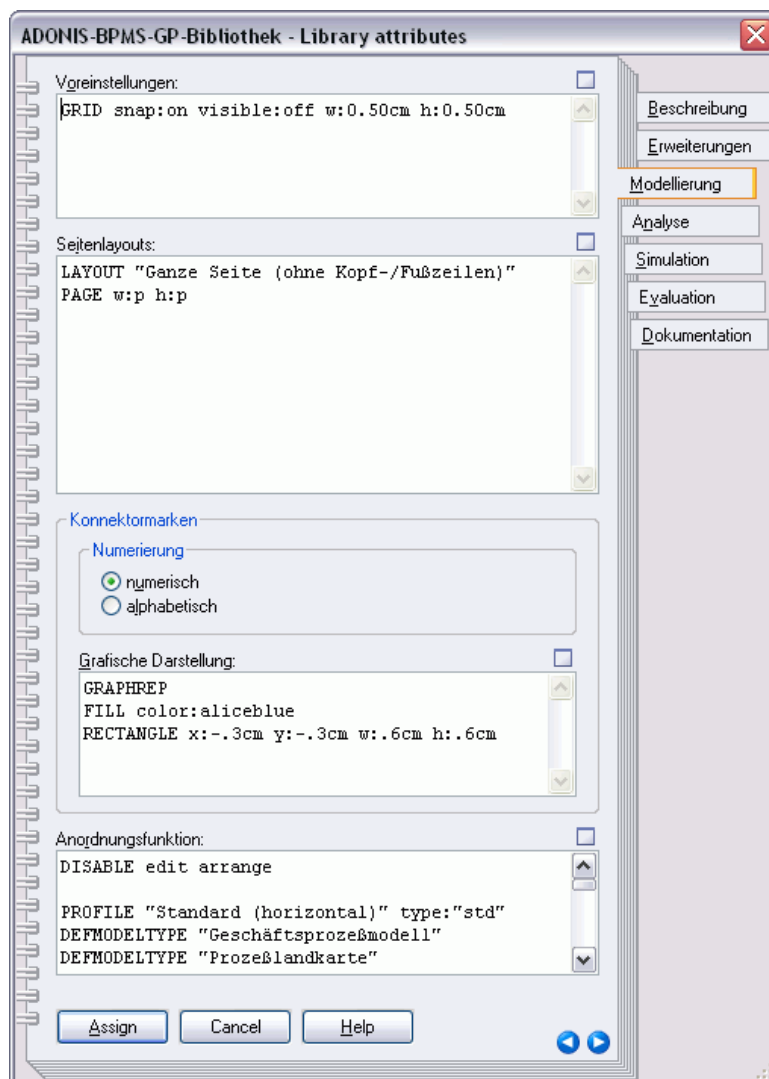 ADONIS-BPMS-GP-Bibliothek - Library attributes
Voreinstellungen:
GRID snap:on visible:off w:0.50cm h:0.50cm
Seitenlayouts:
LAYOUT "Ganze Seite (ohne Kopf-/Fußzeilen)"
PAGE w:p h:p
Konnektormarken
Numerierung
numerisch
alphabetisch
Grafische Darstellung:
GRAPHREP
FILL color:aliceblue
RECTANGLE x:-.3cm y:-.3cm w:.6cm h:.6cm
Anordnungsfunktion:
DISABLE edit arrange
PROFILE "Standard (horizontal)" type:"std"
DEFMODELTYPE "Geschäftsprozeßmodell"
DEFMODELTYPE "Prozeßlandkarte"
Assign
Cancel
Help
Beschreibung
Erweiterungen
Modellierung
Analyse
Simulation
Evaluation
Dokumentation